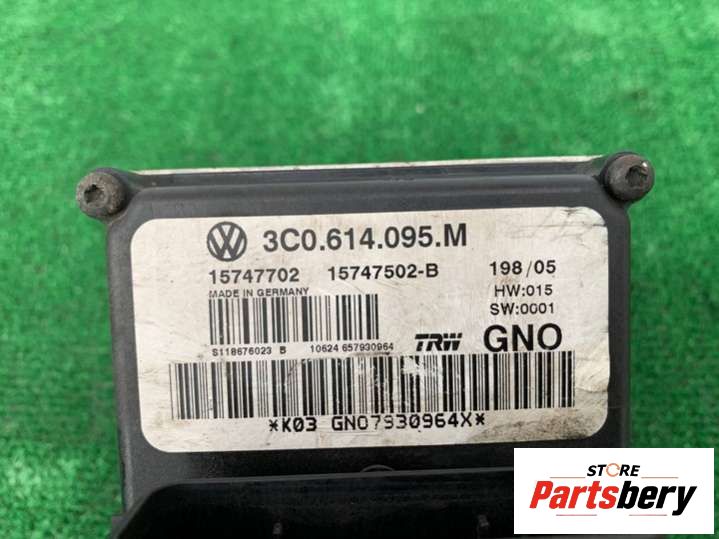 3C0.614.095.M
15747702 15747502-B 198/05
MADE IN GERMANY HW:015
SW:0001
S118676023 B 10624 657930964 TRW GNO
*K03 GNO7930964X*
STORE
Partsbery